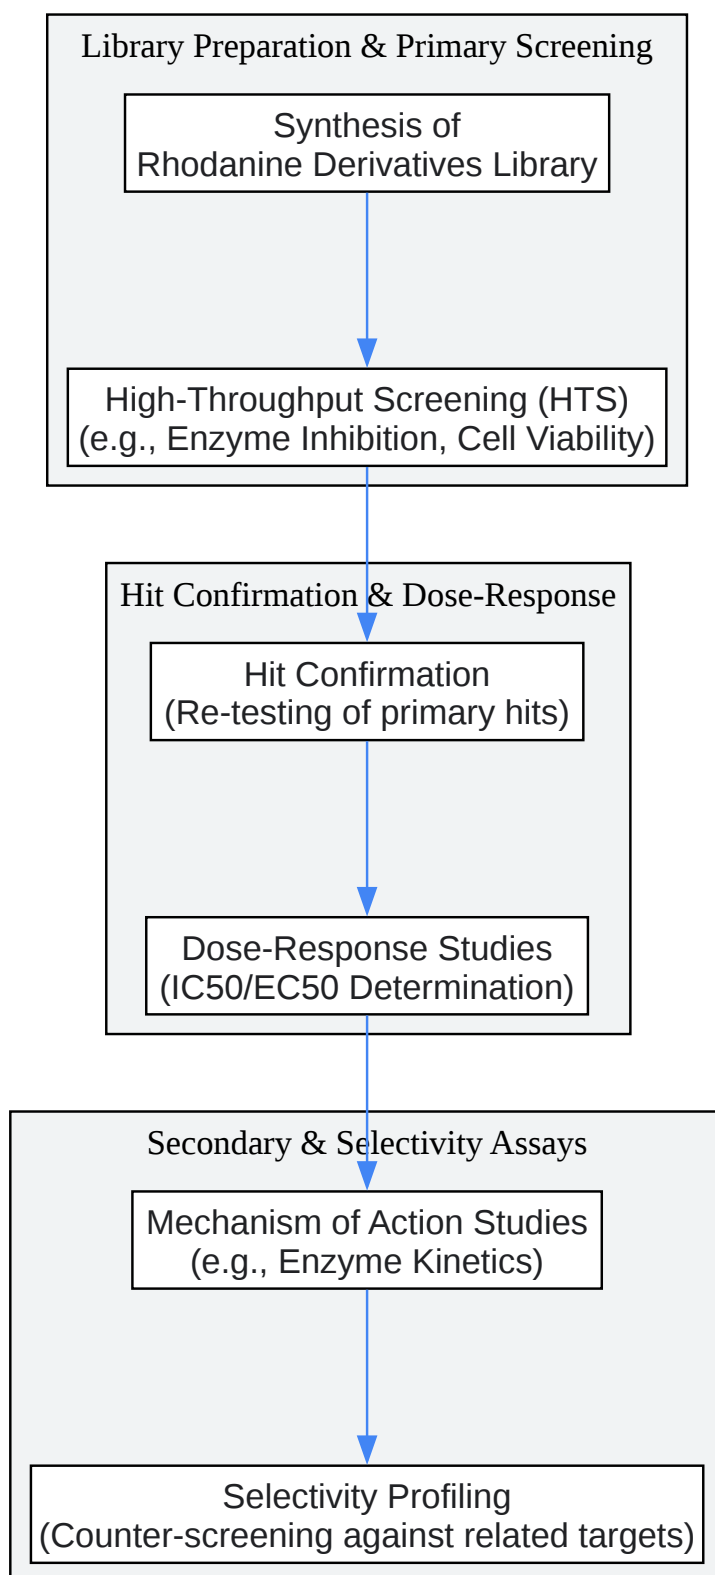 Library Preparation & Primary Screening
Synthesis of
Rhodanine Derivatives Library
High-Throughput Screening (HTS)
(e.g., Enzyme Inhibition, Cell Viability)
Hit Confirmation & Dose-Response
Hit Confirmation
(Re-testing of primary hits)
Dose-Response Studies
(IC50/EC50 Determination)
Secondary & Selectivity Assays
Mechanism of Action Studies
(e.g., Enzyme Kinetics)
Selectivity Profiling
(Counter-screening against related targets)